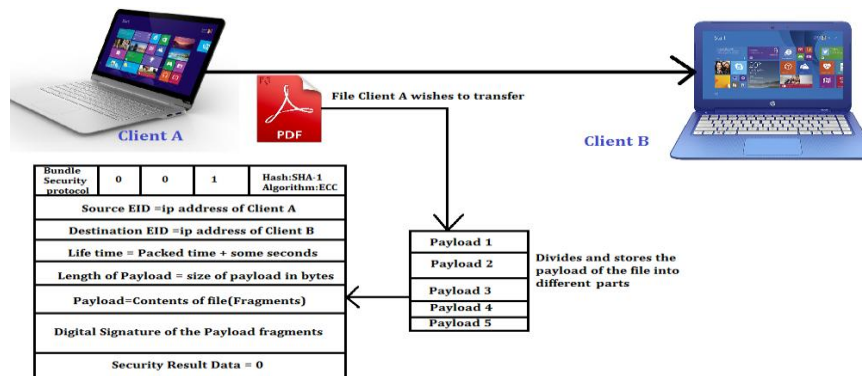 Client A
PDF
File Client A wishes to transfer
Client B
Bundle
Security
protocol
0
0
1
Hash:SHA-1
Algorithm:ECC
Source EID =ip address of Client A
Destination EID =ip address of Client B
Life time = Packed time + some seconds
Length of Payload = size of payload in bytes
Payload=Contents of file(Fragments)
Digital Signature of the Payload fragments
Security Result Data = 0
Payload 1
Payload 2
Payload 3
Payload 4
Payload 5
Divides and stores the
payload of the file into
different parts
Start
Start